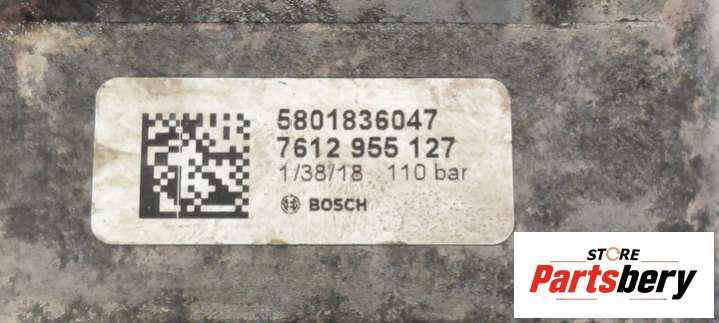 5801836047
7612 955 127
1/38/18 110 bar
BOSCH
STORE
Partsbery